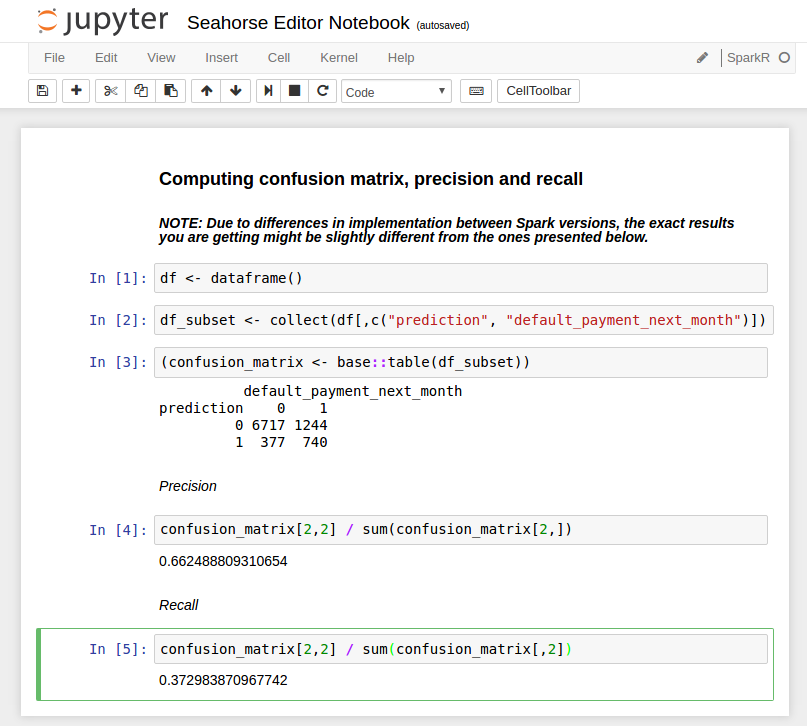 jupyter Seahorse Editor Notebook (autosaved)
File Edit View Insert Cell Kernel Help SparkR
Code CellToolbar
Computing confusion matrix, precision and recall
NOTE: Due to differences in implementation between Spark versions, the exact results
you are getting might be slightly different from the ones presented below.
In [1]: df <- dataframe()
In [2]: df_subset <- collect(df[,c("prediction", "default_payment_next_month")])
In [3]: (confusion_matrix <- base::table(df_subset))
default_payment_next_month
prediction 0 1
0 6717 1244
1 377 740
Precision
In [4]: confusion_matrix[2,2] / sum(confusion_matrix[2,])
0.662488809310654
Recall
In [5]: confusion_matrix[2,2] / sum(confusion_matrix[,2])
0.372983870967742